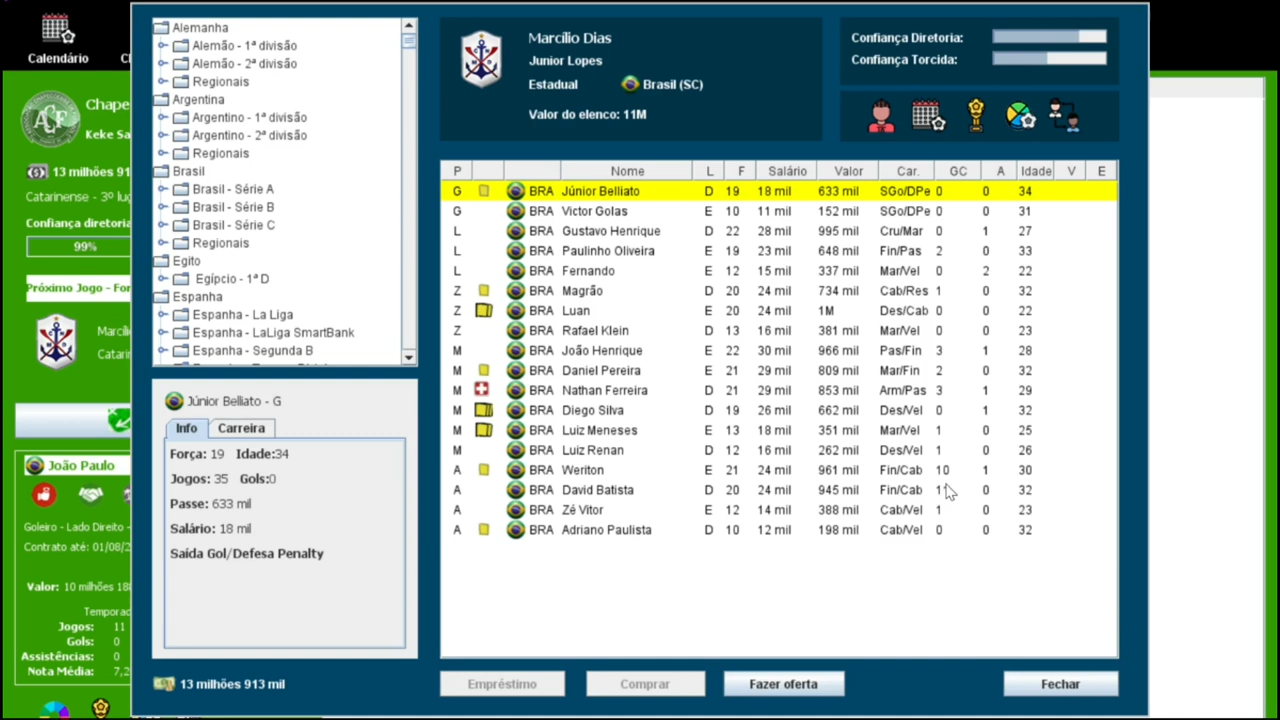 Calendário
Chape
Keke Sa
13 milhões 91
Catarinense - 3º lu
Confiança diretoria
99%
Próximo Jogo - For
Marcíl
Catari
João Paulo
Goleiro - Lado Direito -
Contrato até: 01/08/2
Valor: 10 milhões 18
Temporad
Jogos: 11
Gols: 0
Assistências: 0
Nota Média: 7,2
Alemanha
Alemão - 1ª divisão
Alemão - 2ª divisão
Regionais
Argentina
Argentino - 1ª divisão
Argentino - 2ª divisão
Regionais
Brasil
Brasil - Série A
Brasil - Série B
Brasil - Série C
Regionais
Egito
Egípcio - 1ª D
Espanha
Espanha - La Liga
Espanha - LaLiga SmartBank
Espanha - Segunda B
Júnior Belliato - G
Info Carreira
Força: 19 Idade:34
Jogos: 35 Gols:0
Passe: 633 mil
Salário: 18 mil
Saída Gol/Defesa Penalty
13 milhões 913 mil
Marcílio Dias
Junior Lopes
Estadual Brasil (SC)
Valor do elenco: 11M
Confiança Diretoria:
Confiança Torcida:
P Nome L F Salário Valor Car. GC A Idade V E
G BRA Júnior Belliato D 19 18 mil 633 mil SGo/DPe 0 0 34
G BRA Victor Golas E 10 11 mil 152 mil SGo/DPe 0 0 31
L BRA Gustavo Henrique D 22 28 mil 995 mil Cru/Mar 0 1 27
L BRA Paulinho Oliveira E 19 23 mil 648 mil Fin/Pas 2 0 33
L BRA Fernando E 12 15 mil 337 mil Mar/Vel 0 2 22
Z BRA Magrão D 20 24 mil 734 mil Cab/Res 1 0 32
Z BRA Luan E 20 24 mil 1M Des/Cab 0 0 22
Z BRA Rafael Klein D 13 16 mil 381 mil Mar/Vel 0 0 23
M BRA João Henrique E 22 30 mil 966 mil Pas/Fin 3 1 28
M BRA Daniel Pereira E 21 29 mil 809 mil Mar/Fin 2 0 32
M BRA Nathan Ferreira D 21 29 mil 853 mil Arm/Pas 3 1 29
M BRA Diego Silva D 19 26 mil 662 mil Des/Vel 0 1 32
M BRA Luiz Meneses E 13 18 mil 351 mil Mar/Vel 1 0 25
M BRA Luiz Renan D 12 16 mil 262 mil Des/Vel 1 0 26
A BRA Weriton E 21 24 mil 961 mil Fin/Cab 10 1 30
A BRA David Batista D 20 24 mil 945 mil Fin/Cab 0 32
A BRA Zé Vitor E 12 14 mil 388 mil Cab/Vel 1 0 23
A BRA Adriano Paulista D 10 12 mil 198 mil Cab/Vel 0 0 32
Empréstimo Comprar Fazer oferta Fechar